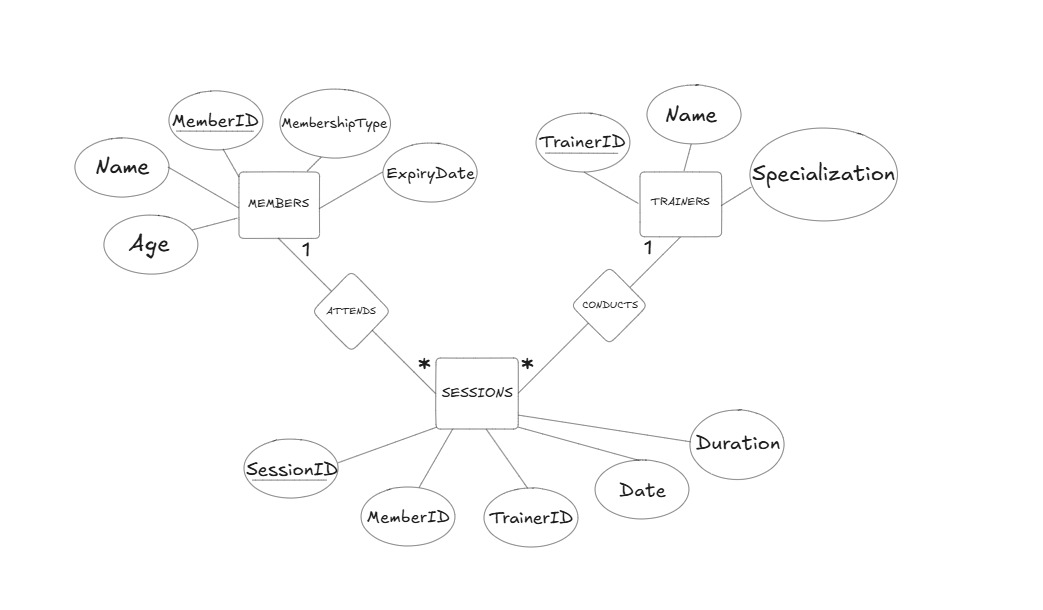 MemberID
MembershipType
Name
ExpiryDate
MEMBERS
Age
1
Name
TrainerID
Specialization
TRAINERS
1
ATTENDS
CONDUCTS
*
*
SESSIONS
SessionID
MemberID
TrainerID
Date
Duration